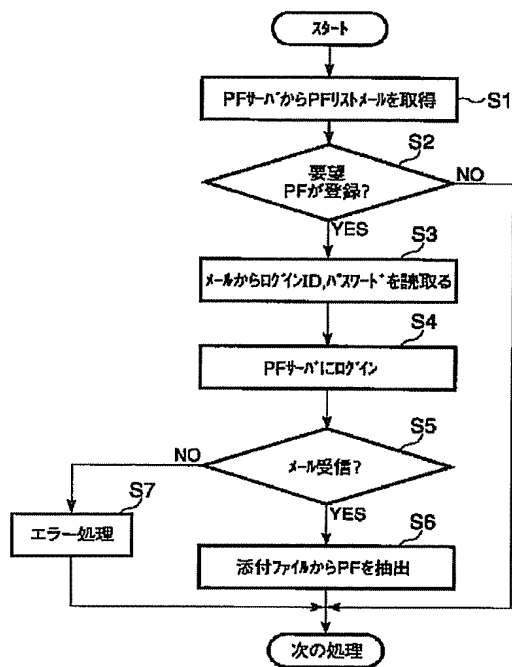 スタート
PFサーバからPFリストメールを取得
S1
S2
要望
PFが登録?
NO
YES
S3
メールからログインID,パスワードを読取る
S4
PFサーバにログイン
S5
メール受信?
NO
YES
S7
エラー処理
S6
添付ファイルからPFを抽出
次の処理